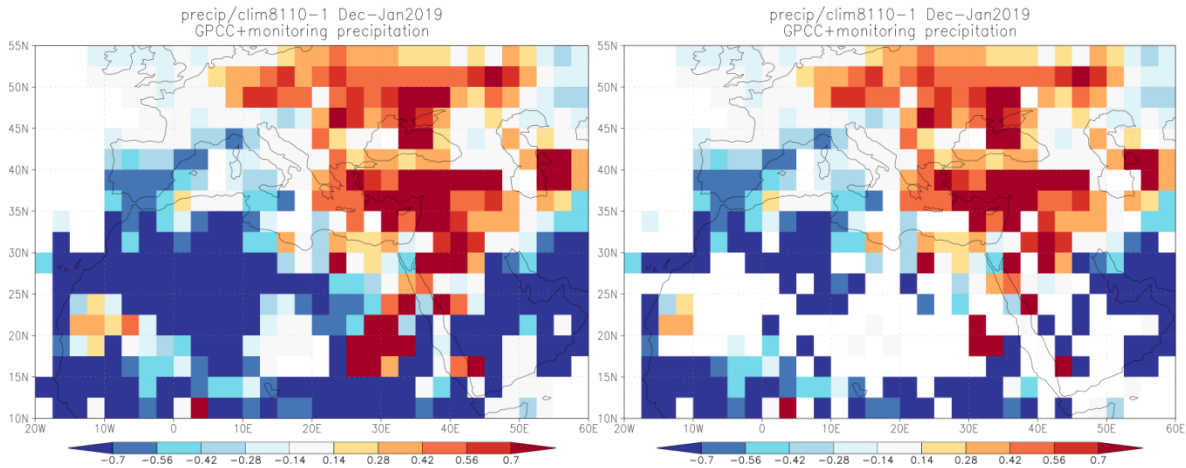 precip/clim8110-1 Dec-Jan2019
GPCC+monitoring precipitation
55N
50N
45N
40N
35N
30N
25N
20N
15N
10N
20W 10W 0 10E 20E 30E 40E 50E 60E
-0.7 -0.56 -0.42 -0.28 -0.14 0.14 0.28 0.42 0.56 0.7
precip/clim8110-1 Dec-Jan2019
GPCC+monitoring precipitation
55N
50N
45N
40N
35N
30N
25N
20N
15N
10N
20W 10W 0 10E 20E 30E 40E 50E 60E
-0.7 -0.56 -0.42 -0.28 -0.14 0.14 0.28 0.42 0.56 0.7